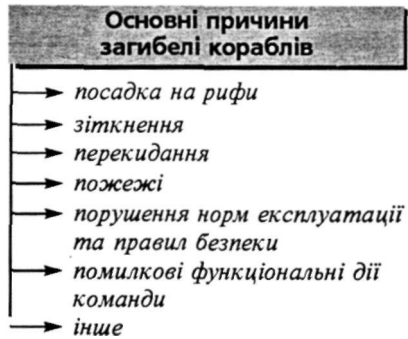 Основні причини
загибелі кораблів
посадка на рифи
зіткнення
перекидання
пожежі
порушення норм експлуатації
та правил безпеки
помилкові функціональні дії
команди
інше